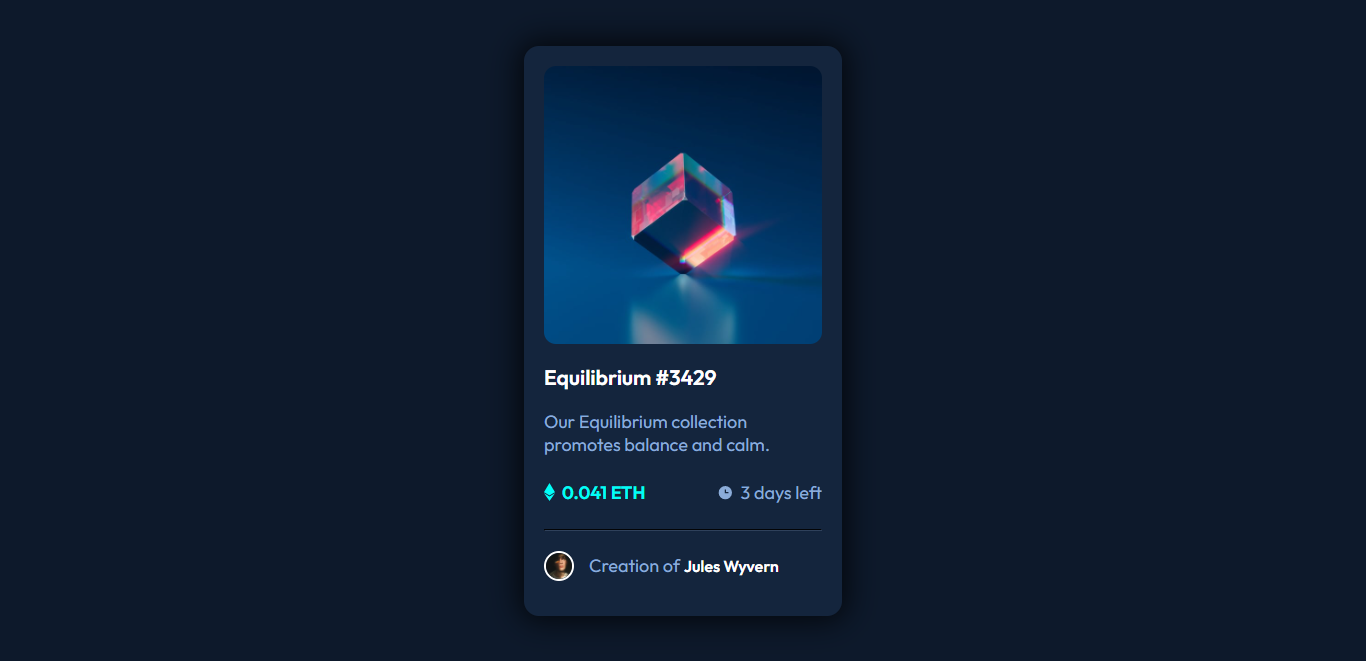 Equilibrium #3429
Our Equilibrium collection
promotes balance and calm.
0.041 ETH 3 days left
Creation of Jules Wyvern